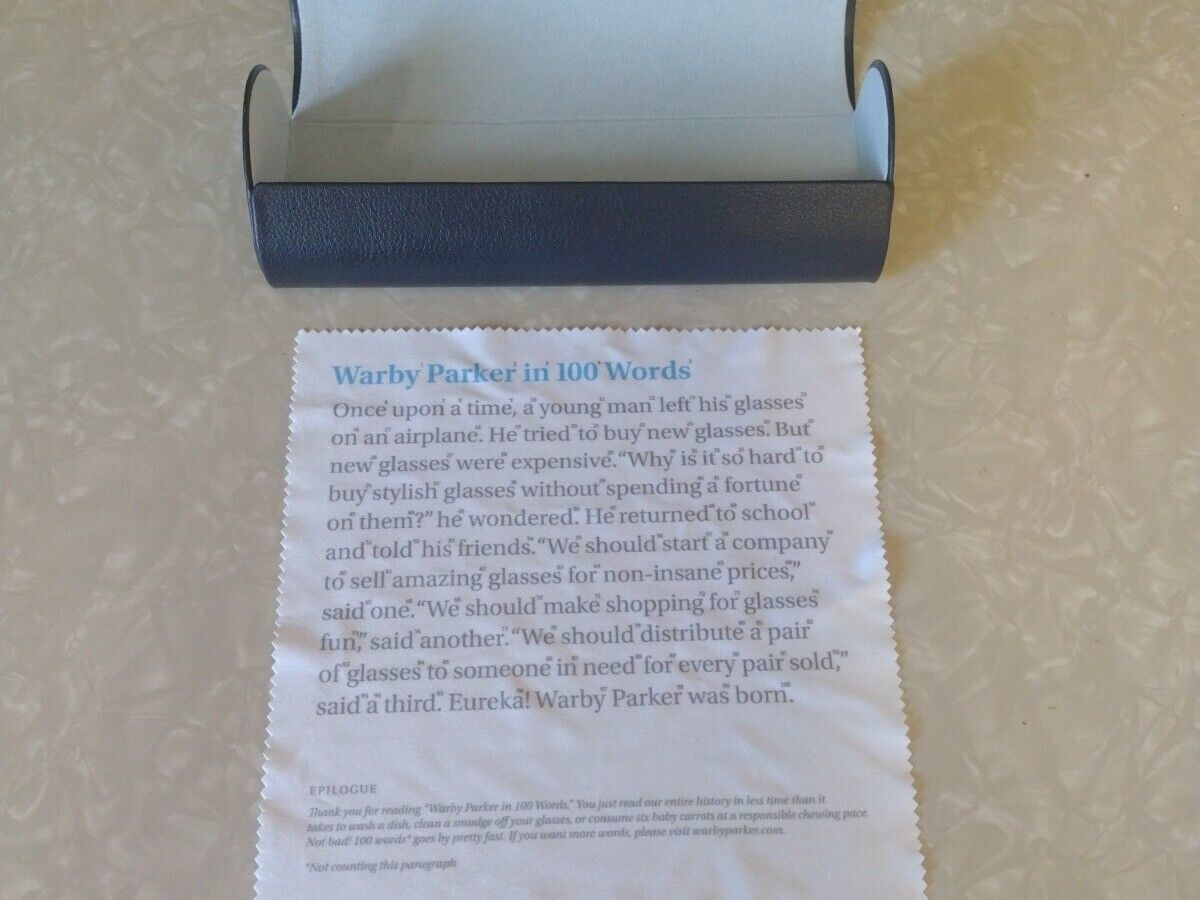 Warby Parker in 100 Words
Once upon a time, a young man left his glasses
on an airplane. He tried to buy new glasses. But
new glasses were expensive. “Why is it so hard to
buy stylish glasses without spending a fortune
on them?” he wondered. He returned to school
and told his friends. “We should start a company
to sell amazing glasses for non-insane prices,”
said one. “We should make shopping for glasses
fun,” said another. “We should distribute a pair
of glasses to someone in need for every pair sold,”
said a third. Eureka! Warby Parker was born.
EPILOGUE
Thank you for reading “Warby Parker in 100 Words.” You just read our entire history in less time than it
takes to wash a dish, clean a smudge off your glasses, or consume six baby carrots at a responsible chewing pace.
Not bad! 100 words* goes by pretty fast. If you want more words, please visit warbyparker.com.
*Not counting this paragraph